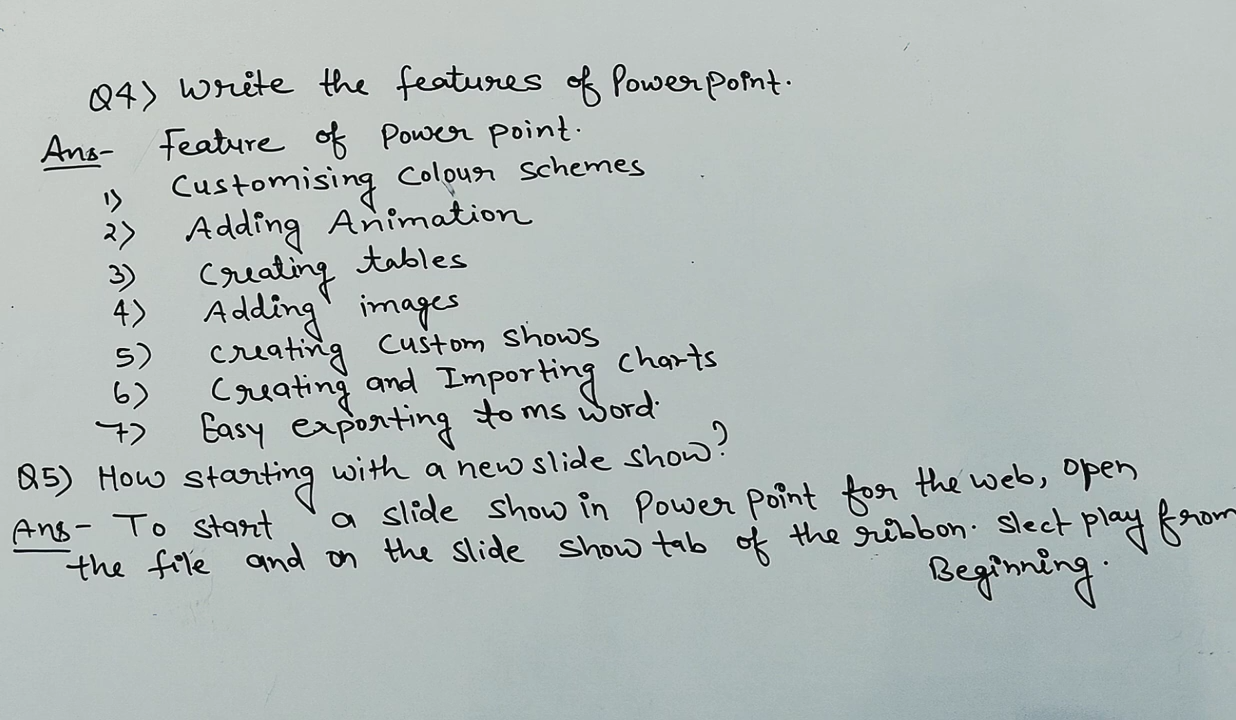 Q4) Write the features of Powerpoint.
Ans- Feature of Power point.
1) Customising Colour schemes
2) Adding Animation
3) Creating tables
4) Adding images
5) Creating Custom shows
6) Creating and Importing Charts
7) Easy exporting to ms word.
Q5) How starting with a new slide show?
Ans- To start a slide show in Power point for the web, open
the file and on the slide show tab of the ribbon. slect play from
Beginning.